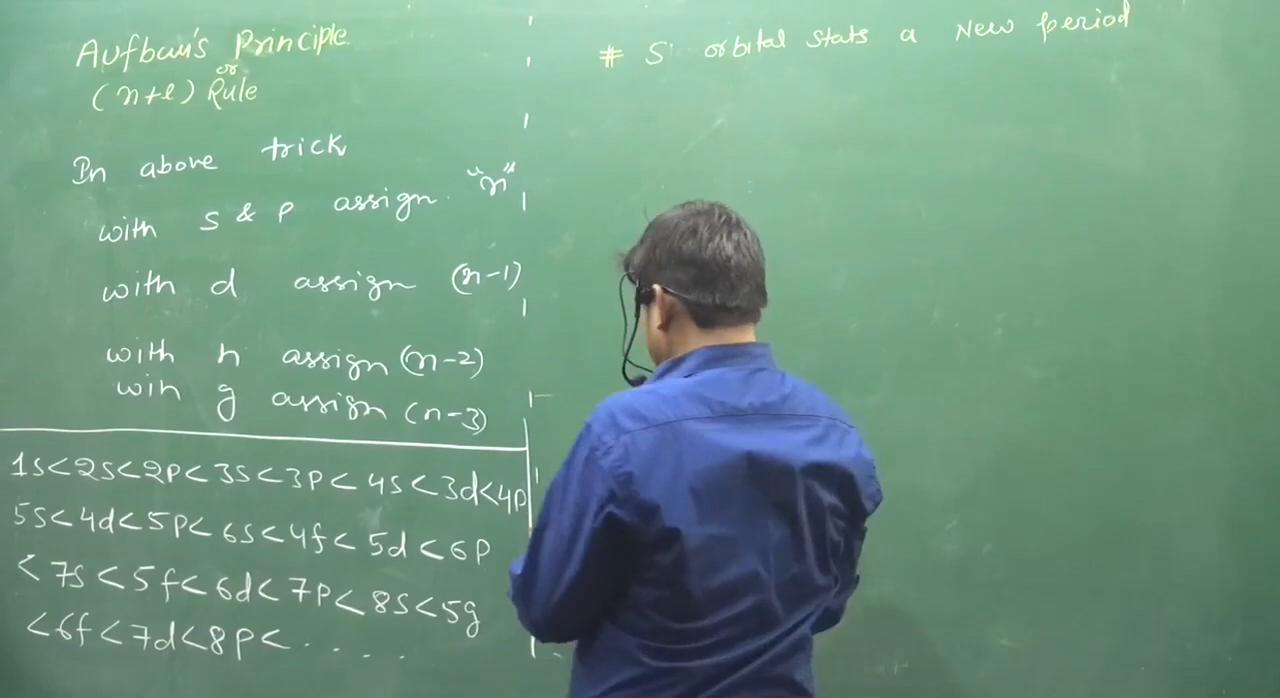 Aufbau's Principle
or
(n+l) Rule
In above trick
with s & p assign "n"
with d assign (n-1)
with h assign (n-2)
win g assign (n-3)
1s<2s<2p<3s<3p<4s<3d<4p
5s<4d<5p<6s<4f<5d<6p
<7s<5f<6d<7p<8s<5g
<6f<7d<8p<.....
# S orbital stats a New period